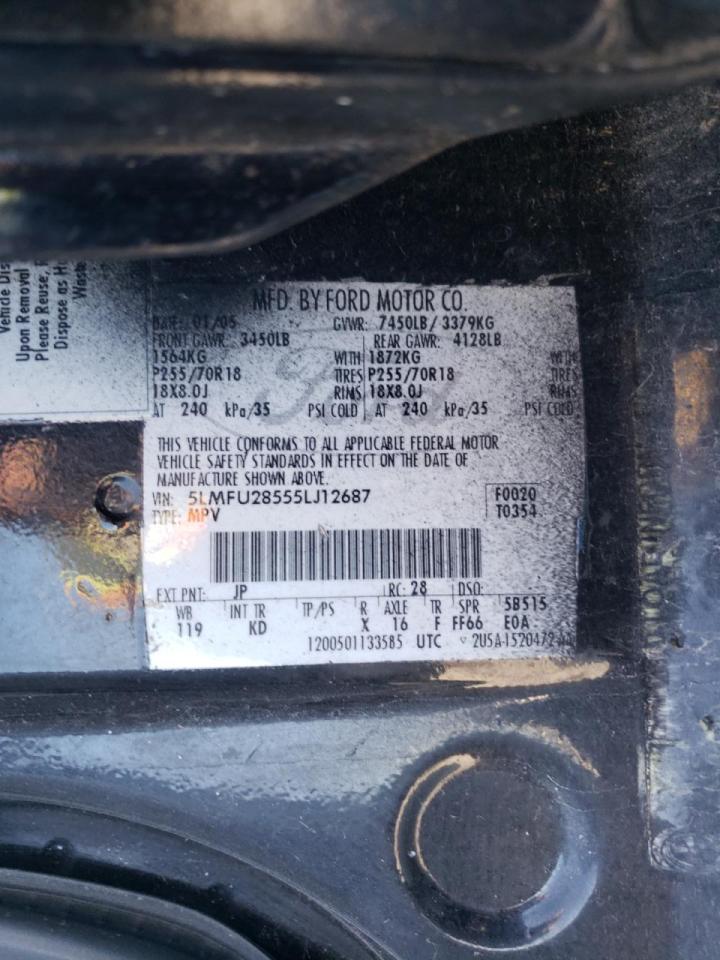 Vehicle Dis
Upon Removal
Please Reuse, R
Dispose as H
Waste
MFD. BY FORD MOTOR CO.
DATE: 01/05 GVWR: 7450LB/ 3379KG
FRONT GAWR: 3450LB REAR GAWR: 4128LB
1564KG WITH 1872KG WITH
P255/70R18 TIRES P255/70R18 TIRES
18X8.0J RIMS 18X8.0J RIMS
AT 240 kPa/35 PSI COLD AT 240 kPa/35 PSI COLD
THIS VEHICLE CONFORMS TO ALL APPLICABLE FEDERAL MOTOR
VEHICLE SAFETY STANDARDS IN EFFECT ON THE DATE OF
MANUFACTURE SHOWN ABOVE.
VIN: 5LMFU28555LJ12687 F0020
TYPE: MPV T0354
EXT PNT: JP RC: 28 DSO:
WB INT TR TP/PS R AXLE TR SPR 5B515
119 KD X 16 F FF66 E0A
1200501133585 UTC